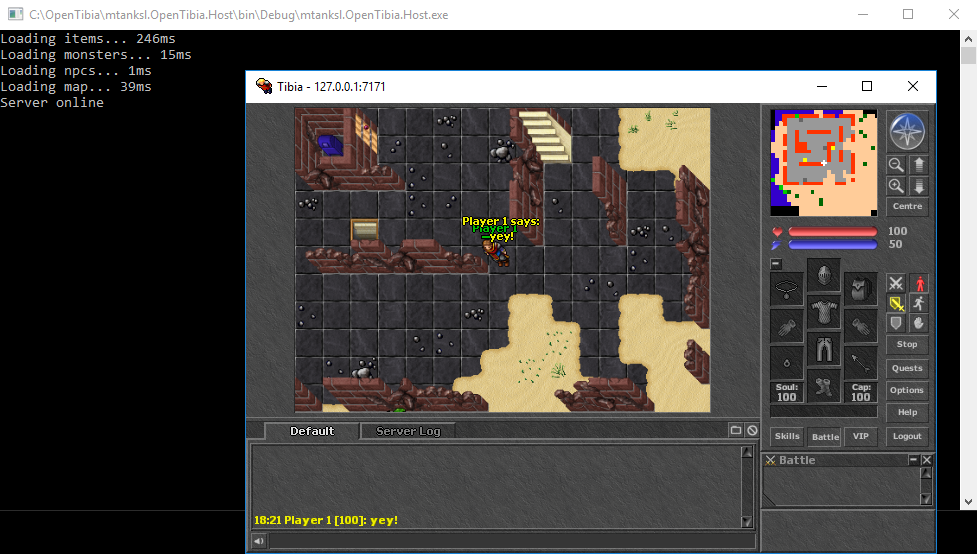 C:\OpenTibia\mtanksl.OpenTibia.Host\bin\Debug\mtanksl.OpenTibia.Host.exe
Loading items... 246ms
Loading monsters... 15ms
Loading npcs... 1ms
Loading map... 39ms
Server online
Tibia - 127.0.0.1:7171
Player 1 says:
Player 1
yey!
Centre
100
50
Stop
Quests
Options
Help
Soul:
100
Cap:
100
Skills
Battle
VIP
Logout
Battle
Default
Server Log
18:21 Player 1 [100]: yey!